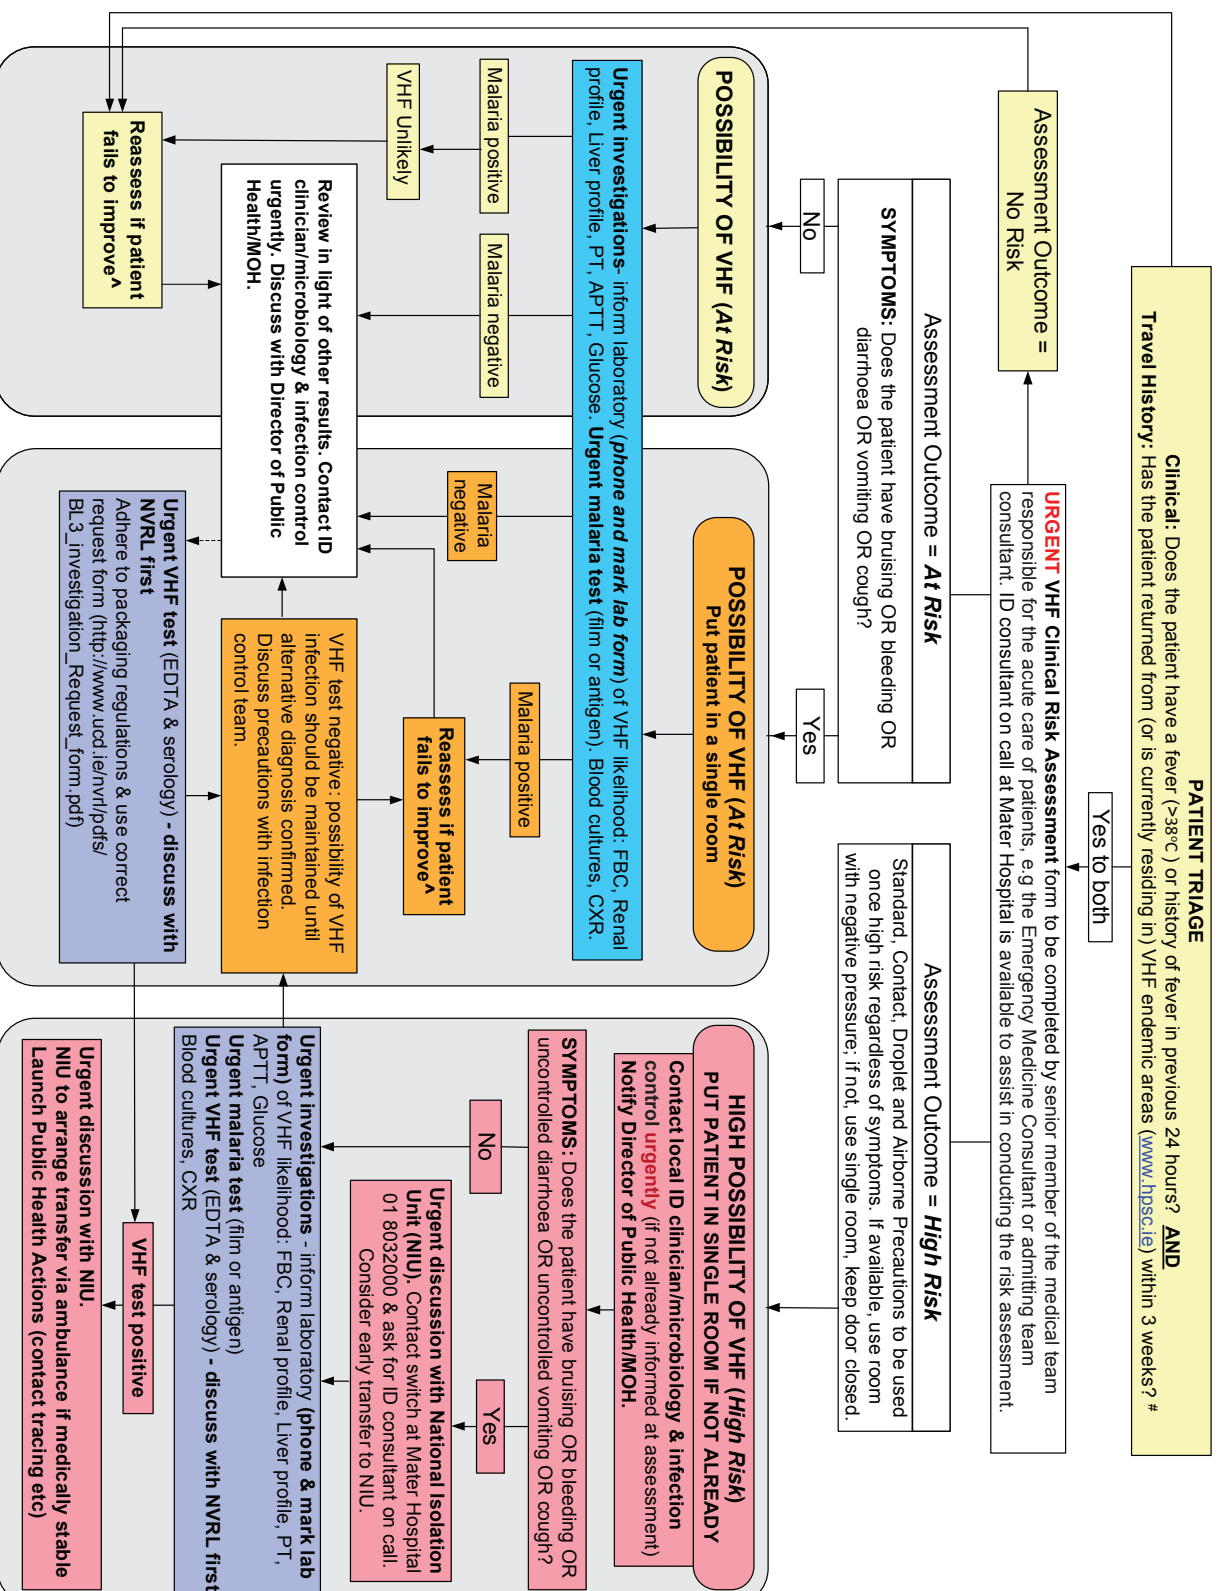 PATIENT TRIAGE
Clinical: Does the patient have a fever (>38ºC ) or history of fever in previous 24 hours? AND
Travel History: Has the patient returned from (or is currently residing in) VHF endemic areas (www.hpsc.ie) within 3 weeks? #
Yes to both
URGENT VHF Clinical Risk Assessment form to be completed by senior member of the medical team
responsible for the acute care of patients, e.g the Emergency Medicine Consultant or admitting team
consultant. ID consultant on call at Mater Hospital is available to assist in conducting the risk assessment.
Assessment Outcome =
No Risk
Assessment Outcome = At Risk
SYMPTOMS: Does the patient have bruising OR bleeding OR
diarrhoea OR vomiting OR cough?
Assessment Outcome = High Risk
Standard, Contact, Droplet and Airborne Precautions to be used
once high risk regardless of symptoms. If available, use room
with negative pressure; if not, use single room, keep door closed.
No
Yes
POSSIBILITY OF VHF (At Risk)
POSSIBILITY OF VHF (At Risk)
Put patient in a single room
HIGH POSSIBILITY OF VHF (High Risk)
PUT PATIENT IN SINGLE ROOM IF NOT ALREADY
Contact local ID clinician/microbiology & infection
control urgently (if not already informed at assessment)
Notify Director of Public Health/MOH.
Urgent investigations- inform laboratory (phone and mark lab form) of VHF likelihood: FBC, Renal
profile, Liver profile, PT, APTT, Glucose. Urgent malaria test (film or antigen). Blood cultures, CXR.
SYMPTOMS: Does the patient have bruising OR bleeding OR
uncontrolled diarrhoea OR uncontrolled vomiting OR cough?
Malaria positive
Malaria negative
Malaria
negative
Malaria positive
No
Yes
VHF Unlikely
Reassess if patient
fails to improve^
Urgent discussion with National Isolation
Unit (NIU). Contact switch at Mater Hospital
01 8032000 & ask for ID consultant on call.
Consider early transfer to NIU.
Review in light of other results. Contact ID
clinician/microbiology & infection control
urgently. Discuss with Director of Public
Health/MOH.
VHF test negative: possibility of VHF
infection should be maintained until
alternative diagnosis confirmed.
Discuss precautions with infection
control team.
Urgent investigations - inform laboratory (phone & mark lab
form) of VHF likelihood: FBC, Renal profile, Liver profile, PT,
APTT, Glucose
Urgent malaria test (film or antigen)
Urgent VHF test (EDTA & serology) - discuss with NVRL first
Blood cultures, CXR
Reassess if patient
fails to improve^
Urgent VHF test (EDTA & serology) - discuss with
NVRL first
Adhere to packaging regulations & use correct
request form (http://www.ucd.ie/nvrl/pdfs/
BL3_investigation_Request_form.pdf)
VHF test positive
Urgent discussion with NIU.
NIU to arrange transfer via ambulance if medically stable
Launch Public Health Actions (contact tracing etc)